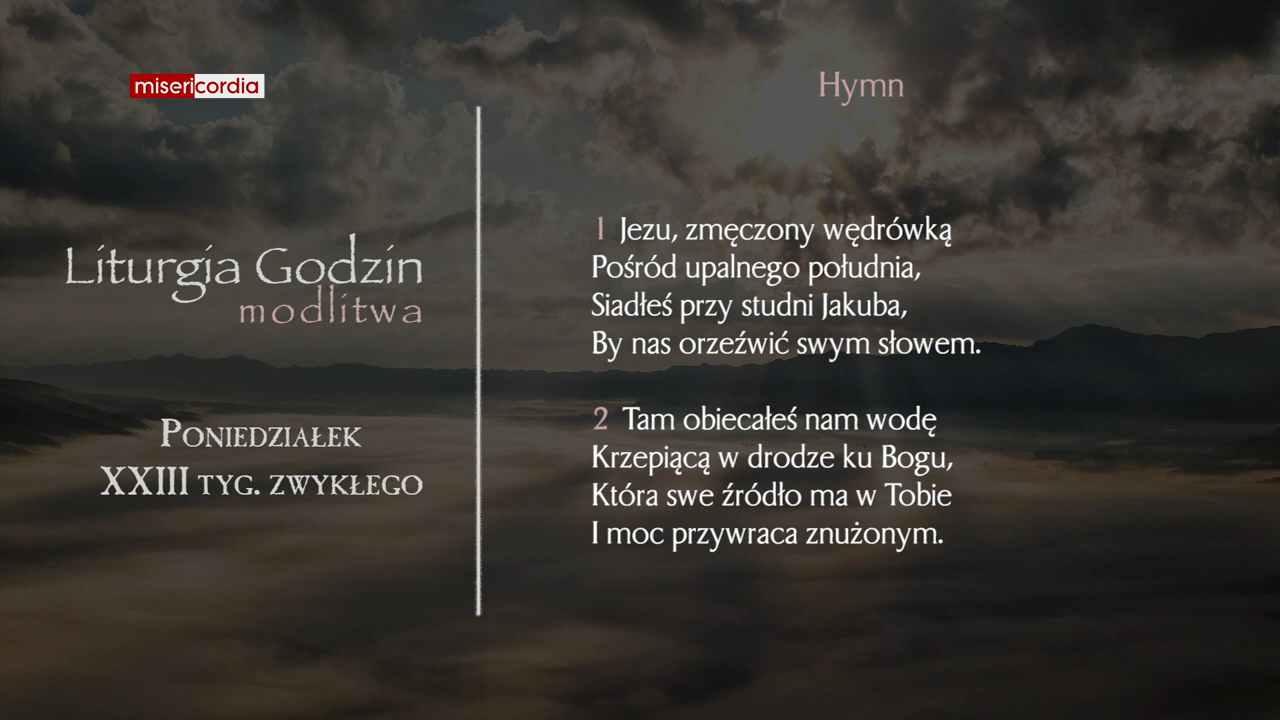 misericordia
Liturgia Godzin
modlitwa
Poniedziałek
XXIII tyg. zwykłego
Hymn
1 Jezu, zmęczony wędrówką
Pośród upalnego południa,
Siadłeś przy studni Jakuba,
By nas orzeźwić swym słowem.
2 Tam obiecałeś nam wodę
Krzepiącą w drodze ku Bogu,
Która swe źródło ma w Tobie
I moc przywraca znużonym.